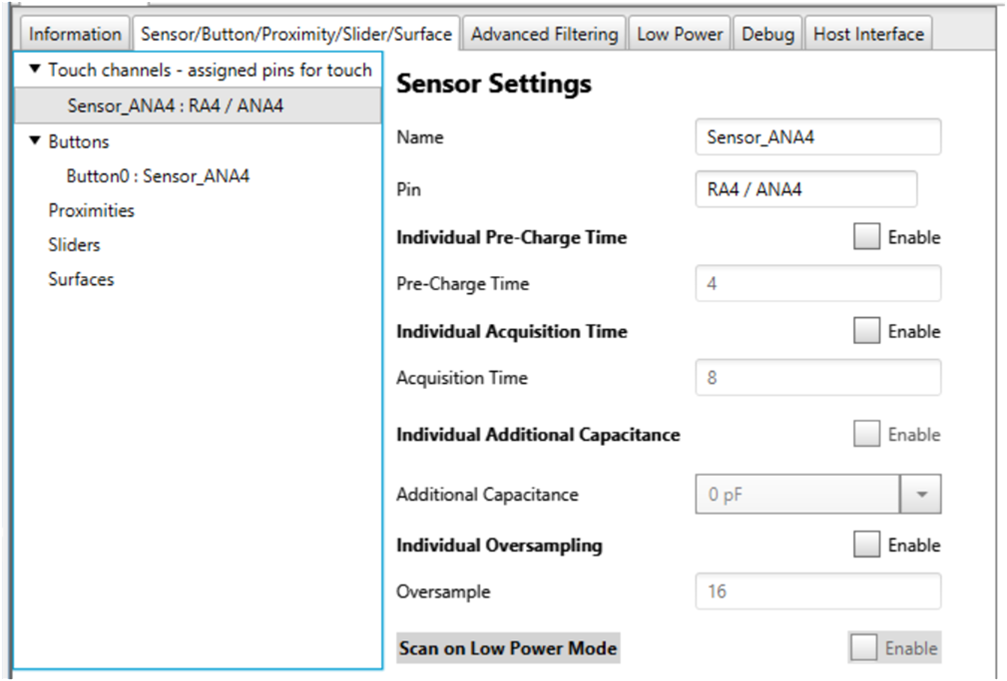 Information Sensor/Button/Proximity/Slider/Surface Advanced Filtering Low Power Debug Host Interface
Touch channels - assigned pins for touch
Sensor_ANA4 : RA4 / ANA4
Buttons
Button0 : Sensor_ANA4
Proximities
Sliders
Surfaces
Sensor Settings
Name Sensor_ANA4
Pin RA4 / ANA4
Individual Pre-Charge Time Enable
Pre-Charge Time 4
Individual Acquisition Time Enable
Acquisition Time 8
Individual Additional Capacitance Enable
Additional Capacitance 0 pF
Individual Oversampling Enable
Oversample 16
Scan on Low Power Mode Enable